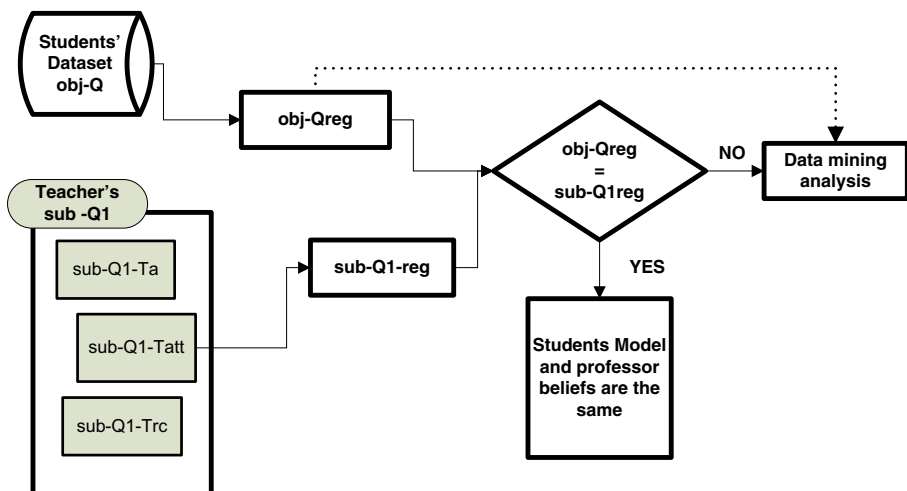 Students'
Dataset
obj-Q
obj-Qreg
obj-Qreg
=
sub-Q1reg
NO
Data mining
analysis
Teacher's
sub -Q1
sub-Q1-Ta
sub-Q1-Tatt
sub-Q1-Trc
sub-Q1-reg
YES
Students Model
and professor
beliefs are the
same